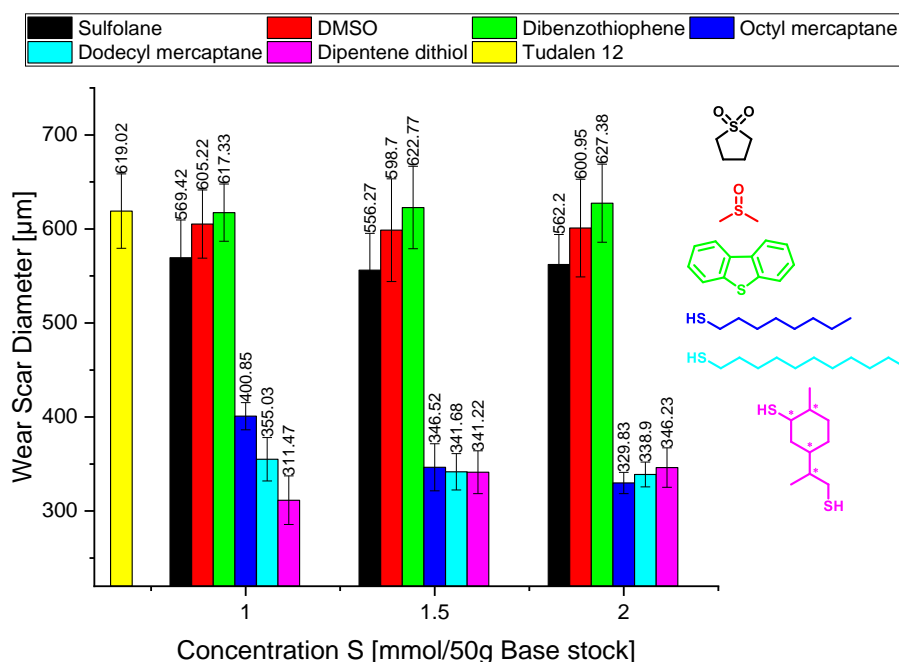 Sulfolane DMSO Dibenzothiophene Octyl mercaptane
Dodecyl mercaptane Dipentene dithiol Tudalen 12
Wear Scar Diameter [µm]
700
600
500
400
300
619.02
569.42
605.22
617.33
400.85
355.03
311.47
556.27
598.7
622.77
346.52
341.68
341.22
562.2
600.95
627.38
329.83
338.9
346.23
1 1.5 2
Concentration S [mmol/50g Base stock]
O O
S
O
S
S
HS
HS
HS
*
*
*
*
SH